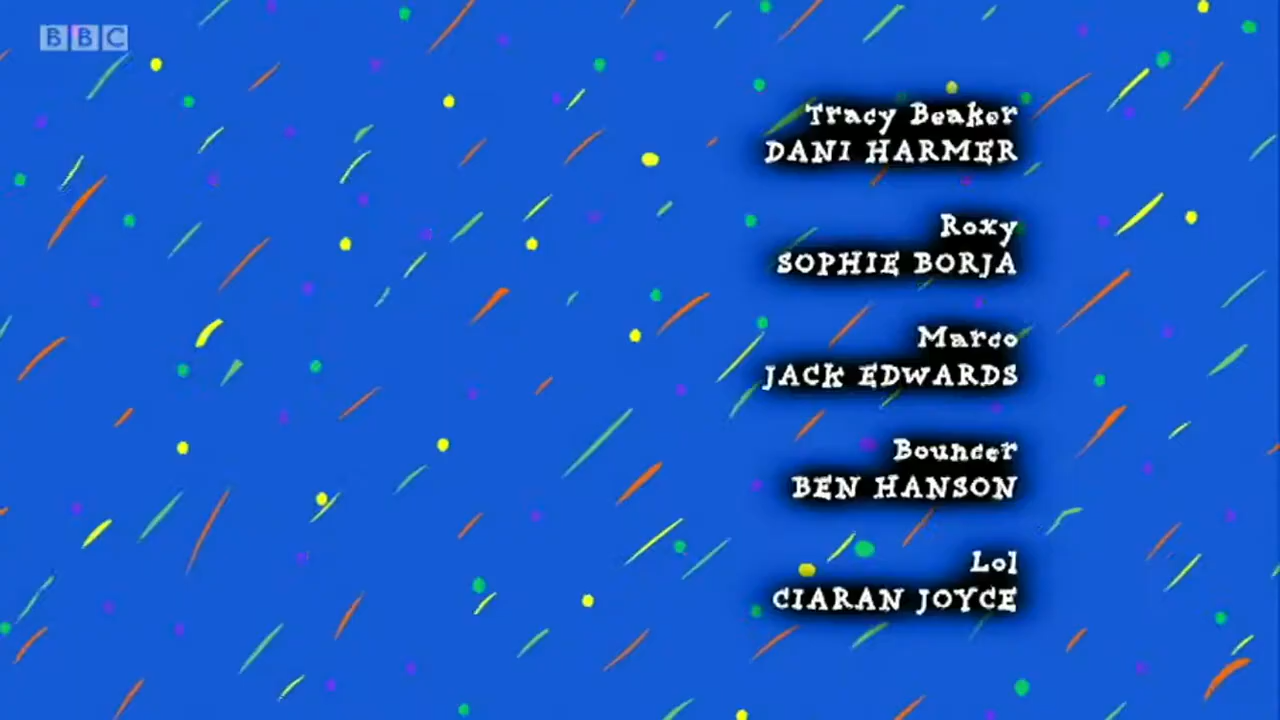 BBC
Tracy Beaker
DANI HARMER
Roxy
SOPHIE BORJA
Marco
JACK EDWARDS
Bouncer
BEN HANSON
Lol
CIARAN JOYCE